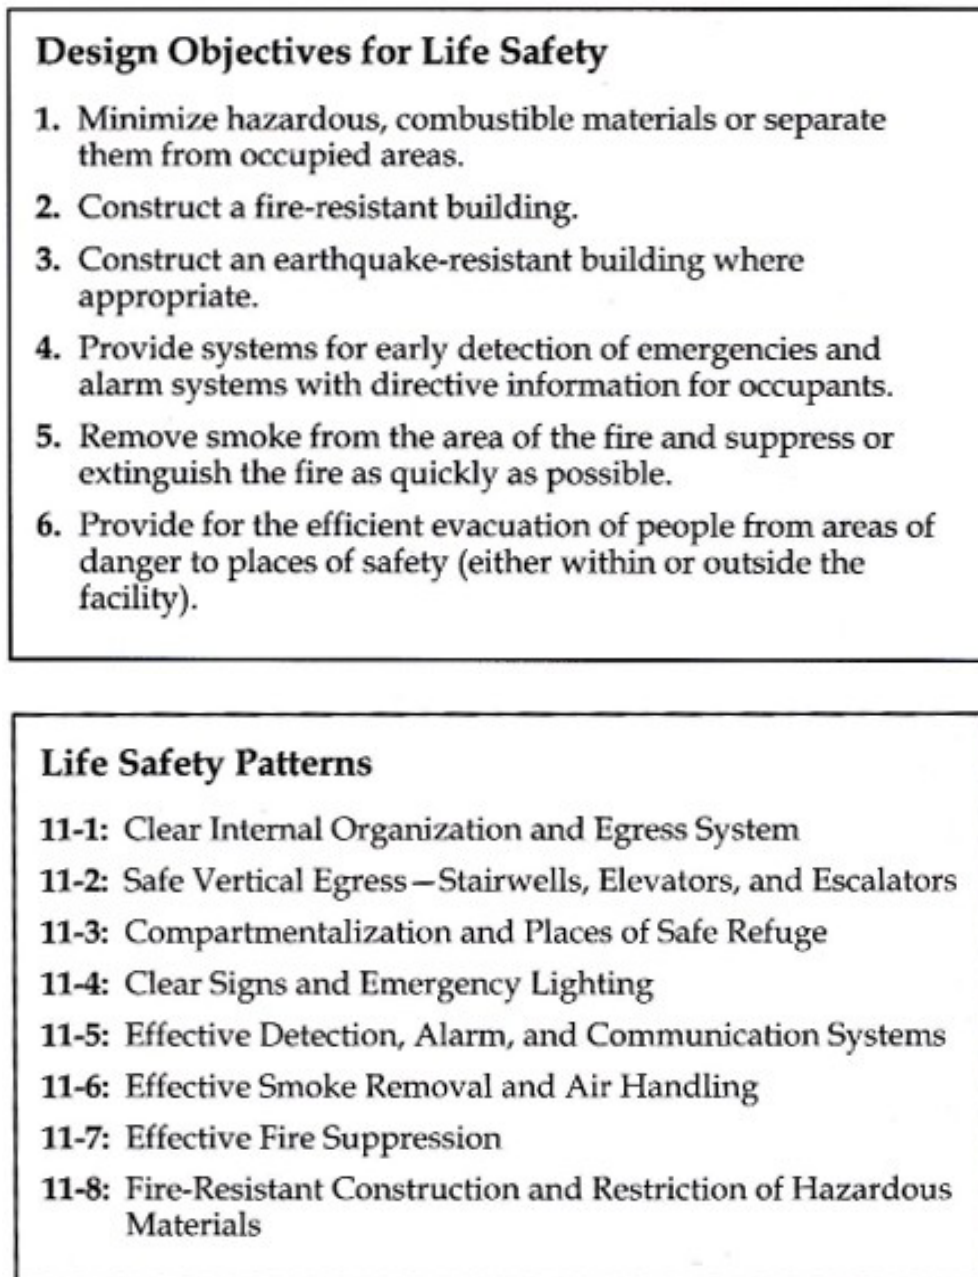 Design Objectives for Life Safety
1. Minimize hazardous, combustible materials or separate
them from occupied areas.
2. Construct a fire-resistant building.
3. Construct an earthquake-resistant building where
appropriate.
4. Provide systems for early detection of emergencies and
alarm systems with directive information for occupants.
5. Remove smoke from the area of the fire and suppress or
extinguish the fire as quickly as possible.
6. Provide for the efficient evacuation of people from areas of
danger to places of safety (either within or outside the
facility).
Life Safety Patterns
11-1: Clear Internal Organization and Egress System
11-2: Safe Vertical Egress—Stairwells, Elevators, and Escalators
11-3: Compartmentalization and Places of Safe Refuge
11-4: Clear Signs and Emergency Lighting
11-5: Effective Detection, Alarm, and Communication Systems
11-6: Effective Smoke Removal and Air Handling
11-7: Effective Fire Suppression
11-8: Fire-Resistant Construction and Restriction of Hazardous
Materials